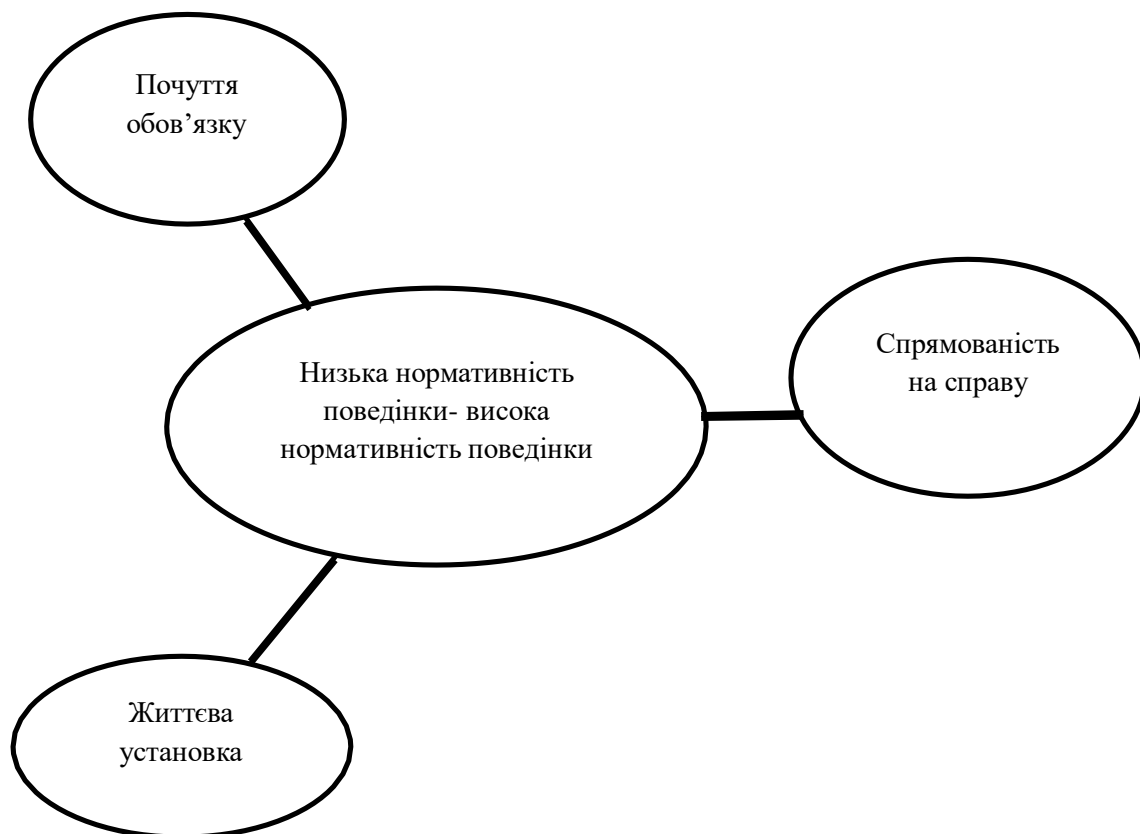 Почуття
обов’язку
Спрямованість
на справу
Низька нормативність
поведінки- висока
нормативність поведінки
Життєва
установка